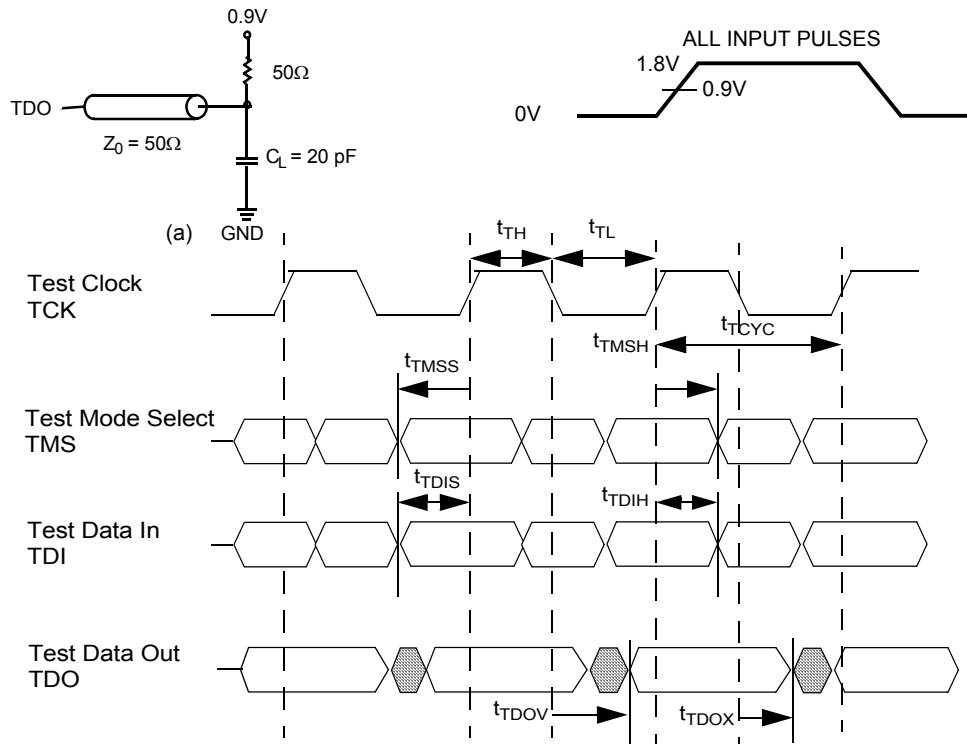 0.9V
50Ω
TDO
Z0 = 50Ω
CL = 20 pF
(a)
GND
ALL INPUT PULSES
1.8V
0.9V
0V
tTH
tTL
Test Clock
TCK
tTMSH
tTCYC
tTMSS
Test Mode Select
TMS
tTDIS
tTDIH
Test Data In
TDI
Test Data Out
TDO
tTDOV
tTDOX